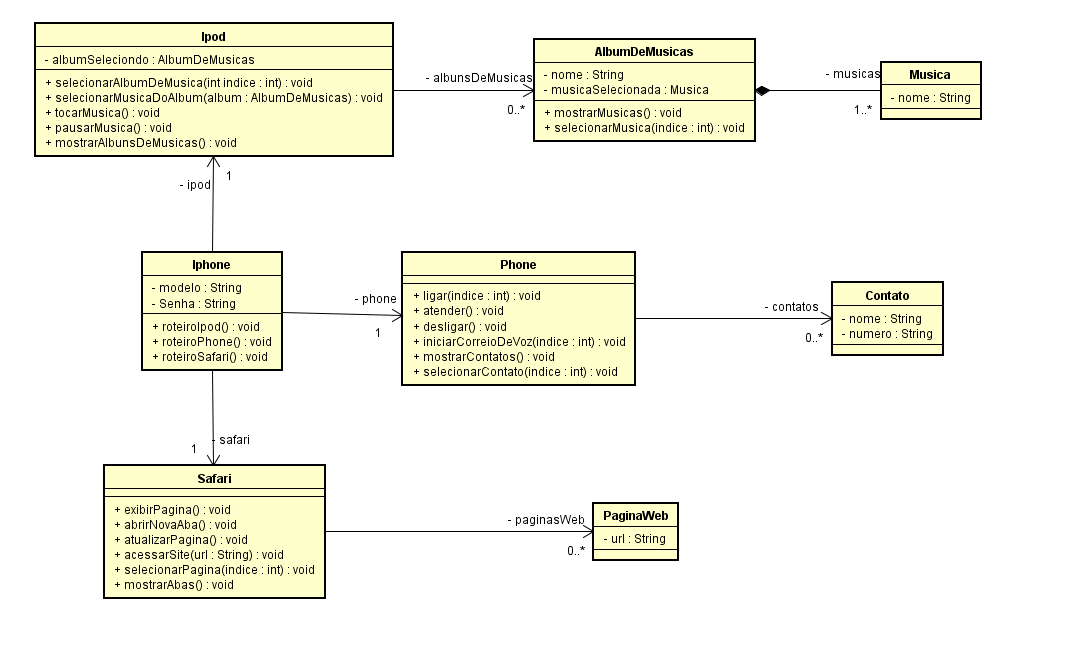 Ipod
- albumSeleciondo : AlbumDeMusicas
+ selecionarAlbumDeMusica(int indice : int) : void
+ selecionarMusicaDoAlbum(album : AlbumDeMusicas) : void
+ tocarMusica() : void
+ pausarMusica() : void
+ mostrarAlbunsDeMusicas() : void
- albunsDeMusicas
0..*
AlbumDeMusicas
- nome : String
- musicaSelecionada : Musica
+ mostrarMusicas() : void
+ selecionarMusica(indice : int) : void
- musicas
1..*
Musica
- nome : String
- ipod
1
Iphone
- modelo : String
- Senha : String
+ roteiroIpod() : void
+ roteiroPhone() : void
+ roteiroSafari() : void
- phone
1
Phone
+ ligar(indice : int) : void
+ atender() : void
+ desligar() : void
+ iniciarCorreioDeVoz(indice : int) : void
+ mostrarContatos() : void
+ selecionarContato(indice : int) : void
- contatos
0..*
Contato
- nome : String
- numero : String
- safari
1
Safari
+ exibirPagina() : void
+ abrirNovaAba() : void
+ atualizarPagina() : void
+ acessarSite(url : String) : void
+ selecionarPagina(indice : int) : void
+ mostrarAbas() : void
- paginasWeb
0..*
PaginaWeb
- url : String